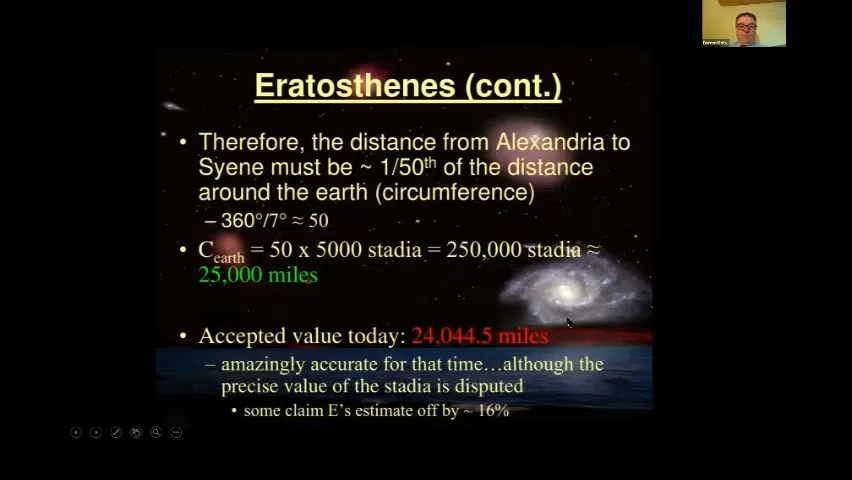 Eratosthenes (cont.)
• Therefore, the distance from Alexandria to
Syene must be ~ 1/50th of the distance
around the earth (circumference)
– 360°/7° ≈ 50
• Cearth = 50 x 5000 stadia = 250,000 stadia ≈
25,000 miles
• Accepted value today: 24,044.5 miles
– amazingly accurate for that time…although the
precise value of the stadia is disputed
• some claim E's estimate off by ~ 16%